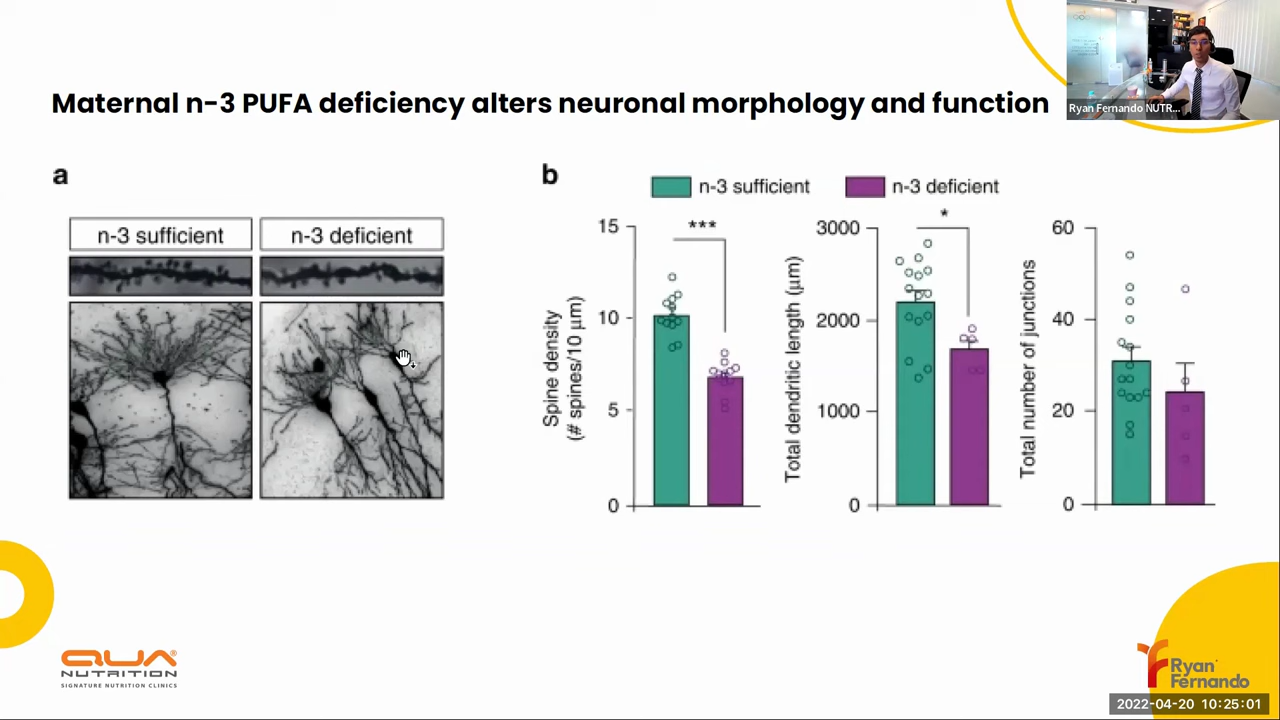 Maternal n-3 PUFA deficiency alters neuronal morphology and function
Ryan Fernando NUTR...
a
n-3 sufficient
n-3 deficient
b
n-3 sufficient
n-3 deficient
Spine density
(# spines/10 μm)
15
10
5
0
***
Total dendritic length (μm)
3000
2000
1000
0
*
Total number of junctions
60
40
20
0
QUA®
NUTRITION
SIGNATURE NUTRITION CLINICS
Ryan
Fernando
2022-04-20 10:25:01